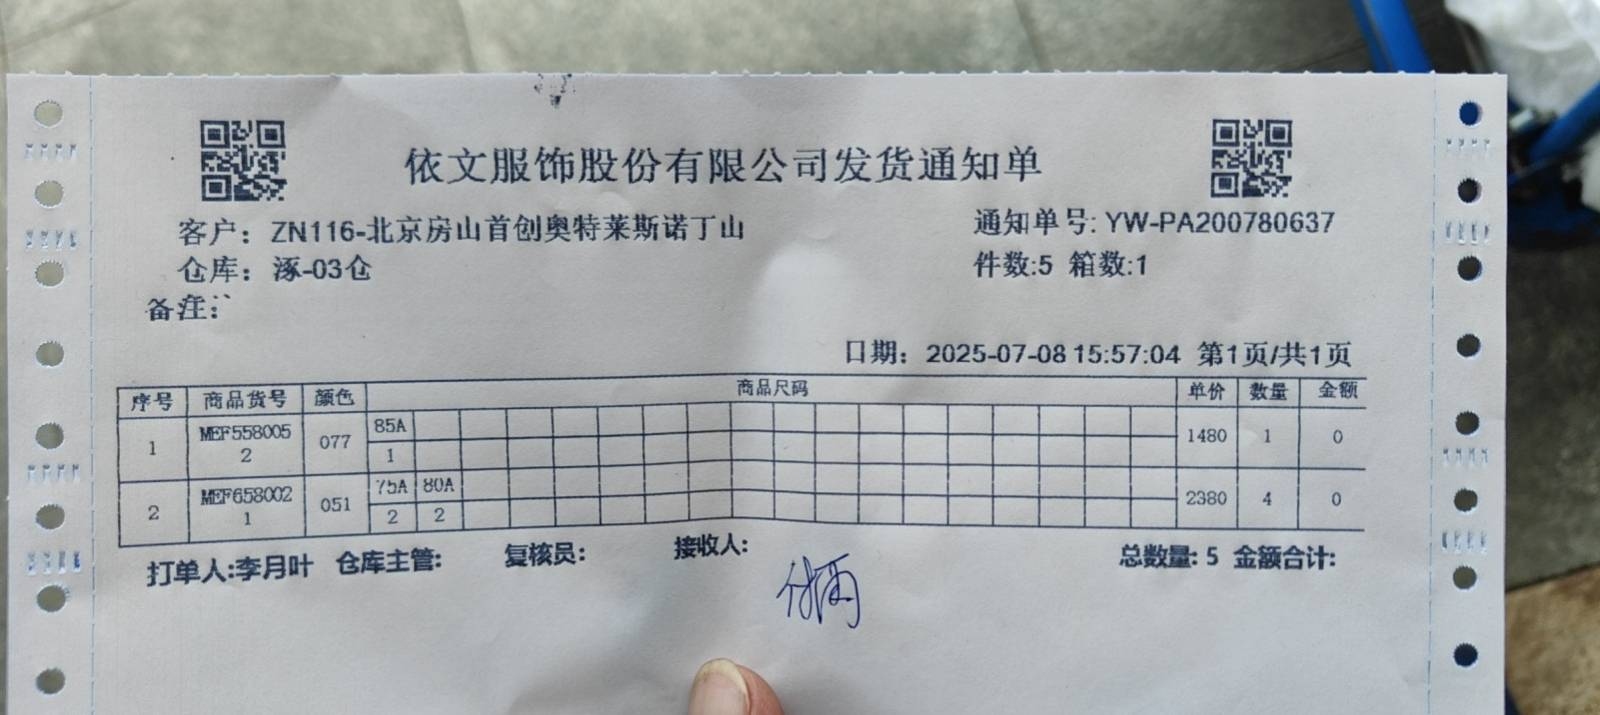 依文服饰股份有限公司发货通知单
客户：ZN116-北京房山首创奥特莱斯诺丁山 通知单号: YW-PA200780637
仓库：涿-03仓 件数:5 箱数:1
备注：
日期：2025-07-08 15:57:04 第1页/共1页
序号 商品货号 颜色 商品尺码 单价 数量 金额
1 MEF5580052 077 85A 1480 1 0
1
2 MEF6580021 051 75A 80A 2380 4 0
2 2
打单人:李月叶 仓库主管: 复核员: 接收人: 总数量: 5 金额合计: